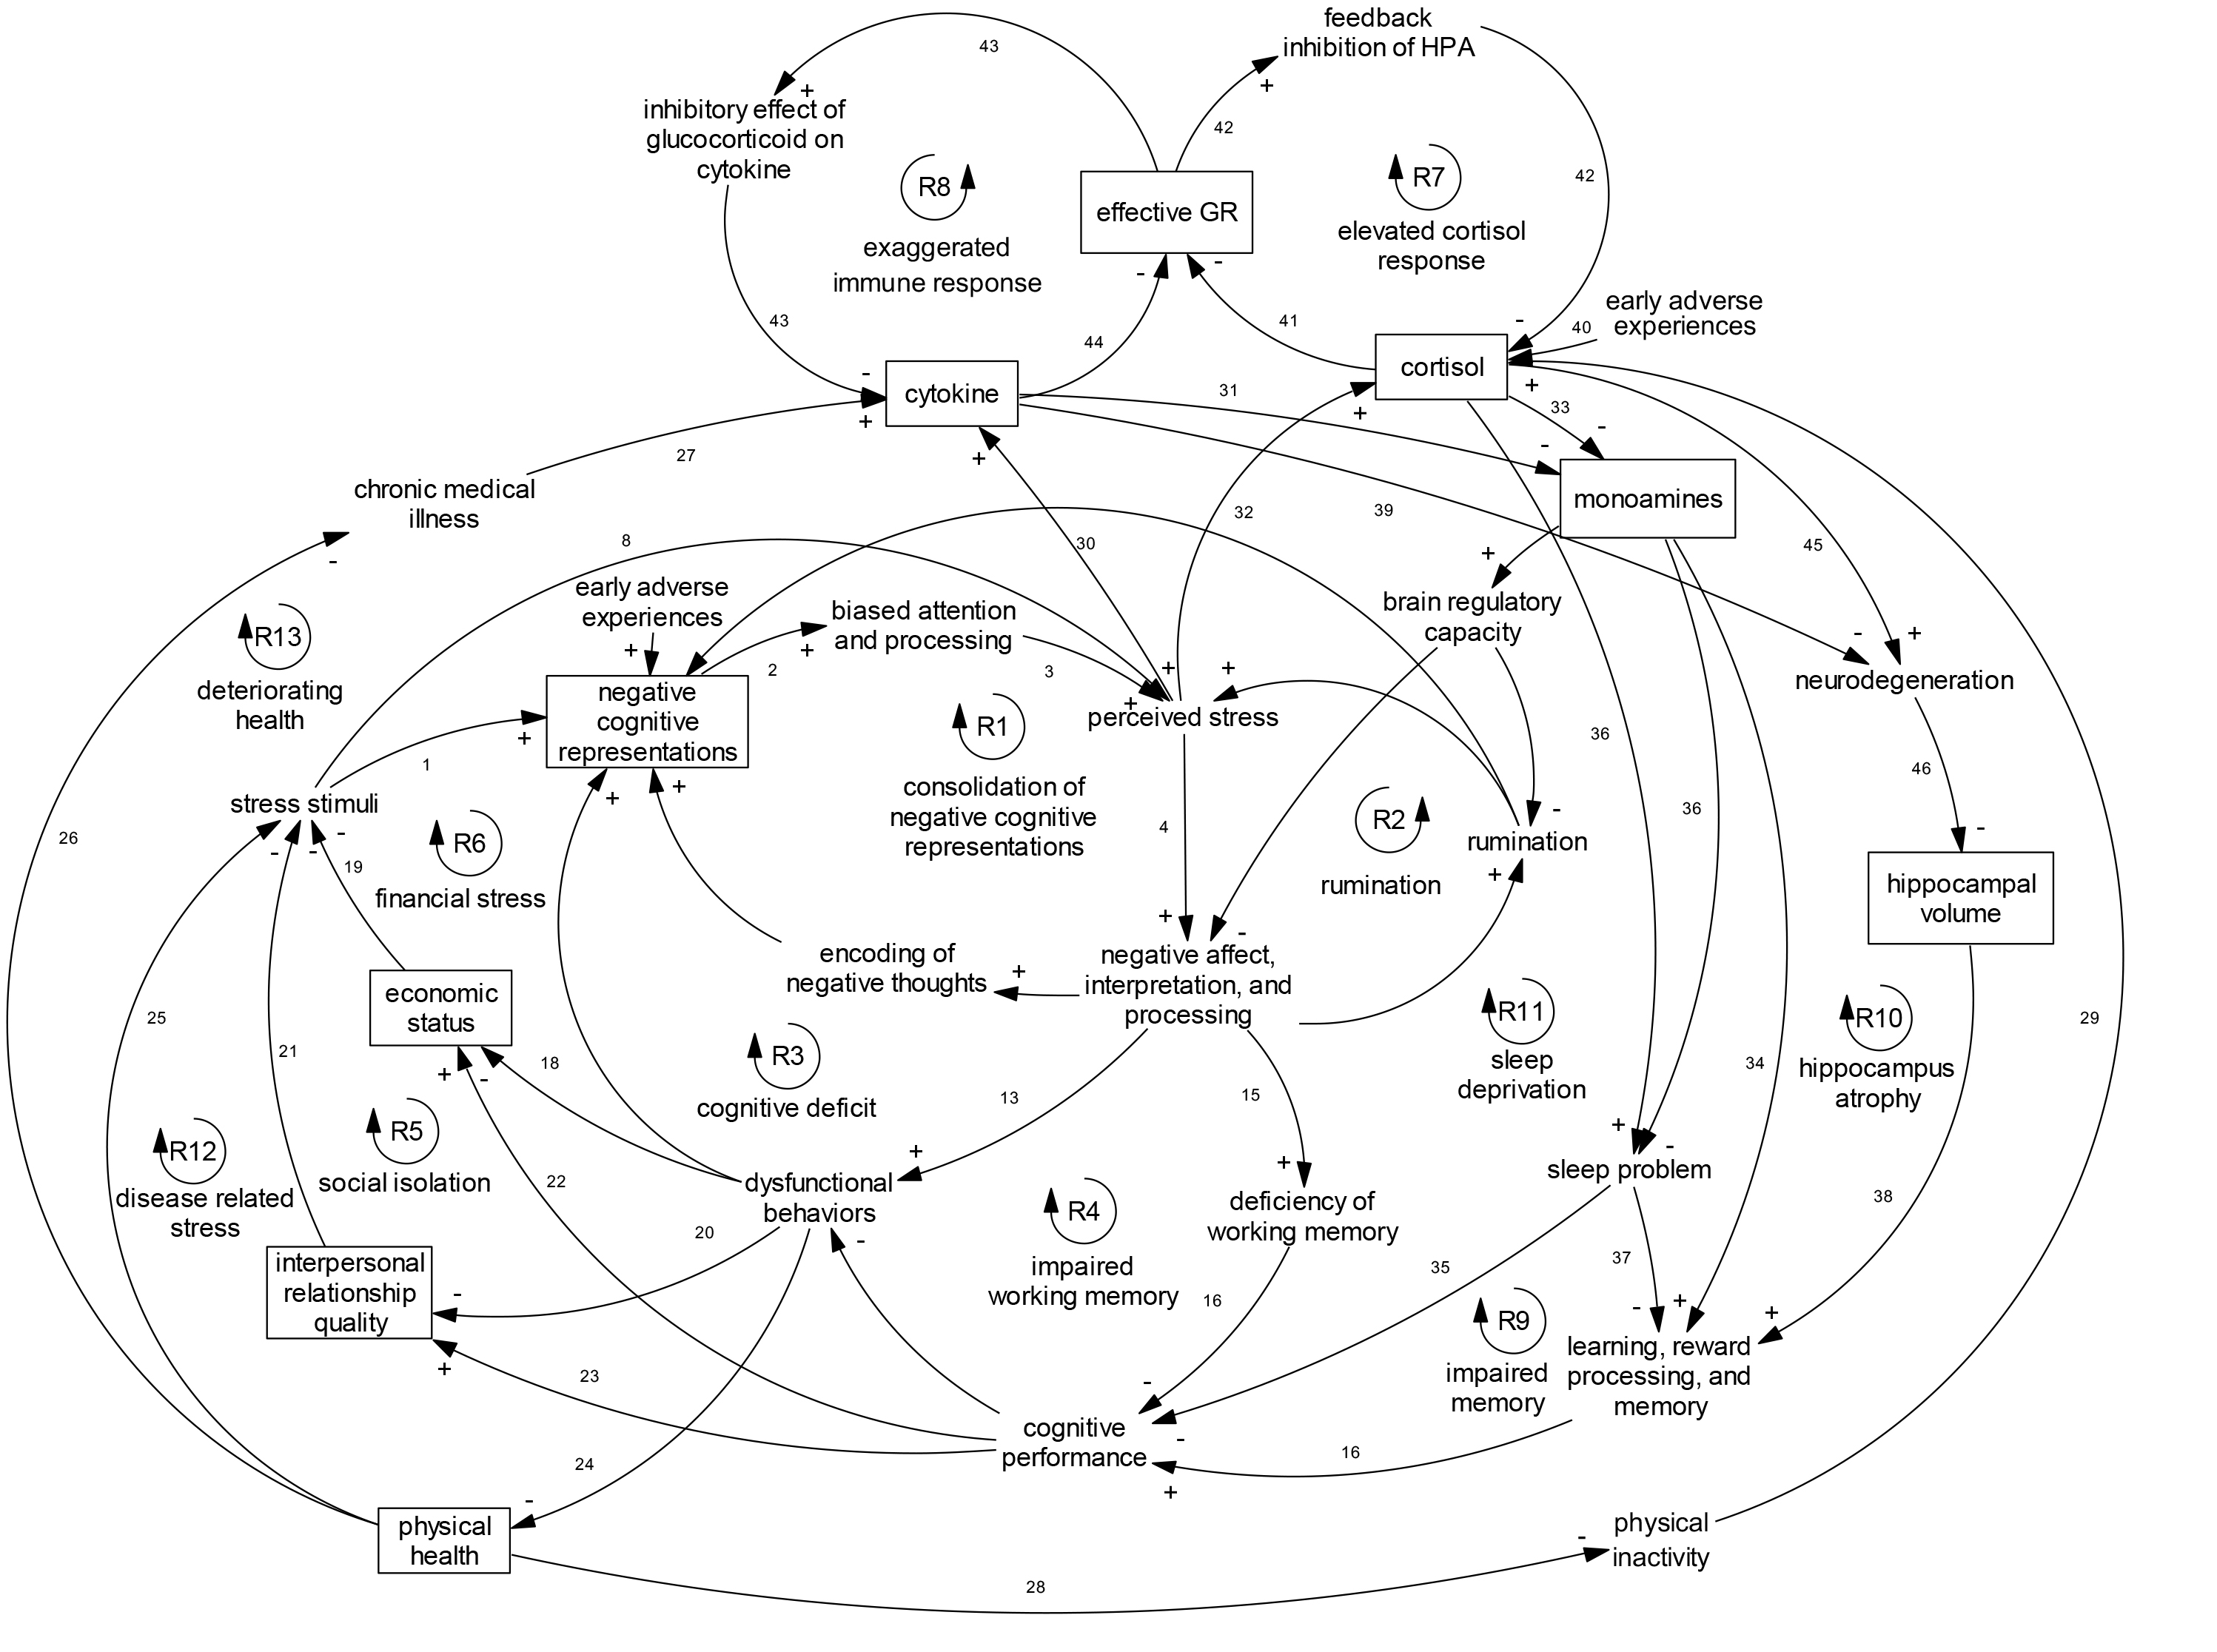 feedback
inhibition of HPA
43
+
+
42
inhibitory effect of
glucocorticoid on
cytokine
R8
exaggerated
immune response
effective GR
R7
elevated cortisol
response
42
-
-
-
early adverse
experiences
40
43
44
41
cortisol
-
+
cytokine
31
+
+
33
-
-
27
+
chronic medical
illness
-
monoamines
39
32
30
8
45
+
early adverse
experiences
+
biased attention
and processing
+
2
3
brain regulatory
capacity
-
+
neurodegeneration
R13
deteriorating
health
negative
cognitive
representations
+
+
+
perceived stress
R1
consolidation of
negative cognitive
representations
36
46
1
+
stress stimuli
+
+
4
R2
rumination
-
rumination
+
36
-
hippocampal
volume
26
-
-
-
19
R6
financial stress
+
-
encoding of
negative thoughts
+
negative affect,
interpretation, and
processing
economic
status
25
21
18
+
-
R3
cognitive deficit
13
15
R11
sleep
deprivation
34
R10
hippocampus
atrophy
29
R12
disease related
stress
R5
social isolation
22
+
dysfunctional
behaviors
-
R4
impaired
working memory
+
deficiency of
working memory
+
-
sleep problem
38
interpersonal
relationship
quality
20
-
+
23
16
35
37
-
+
+
R9
impaired
memory
learning, reward
processing, and
memory
-
-
cognitive
performance
+
16
24
-
physical
health
28
-
physical
inactivity